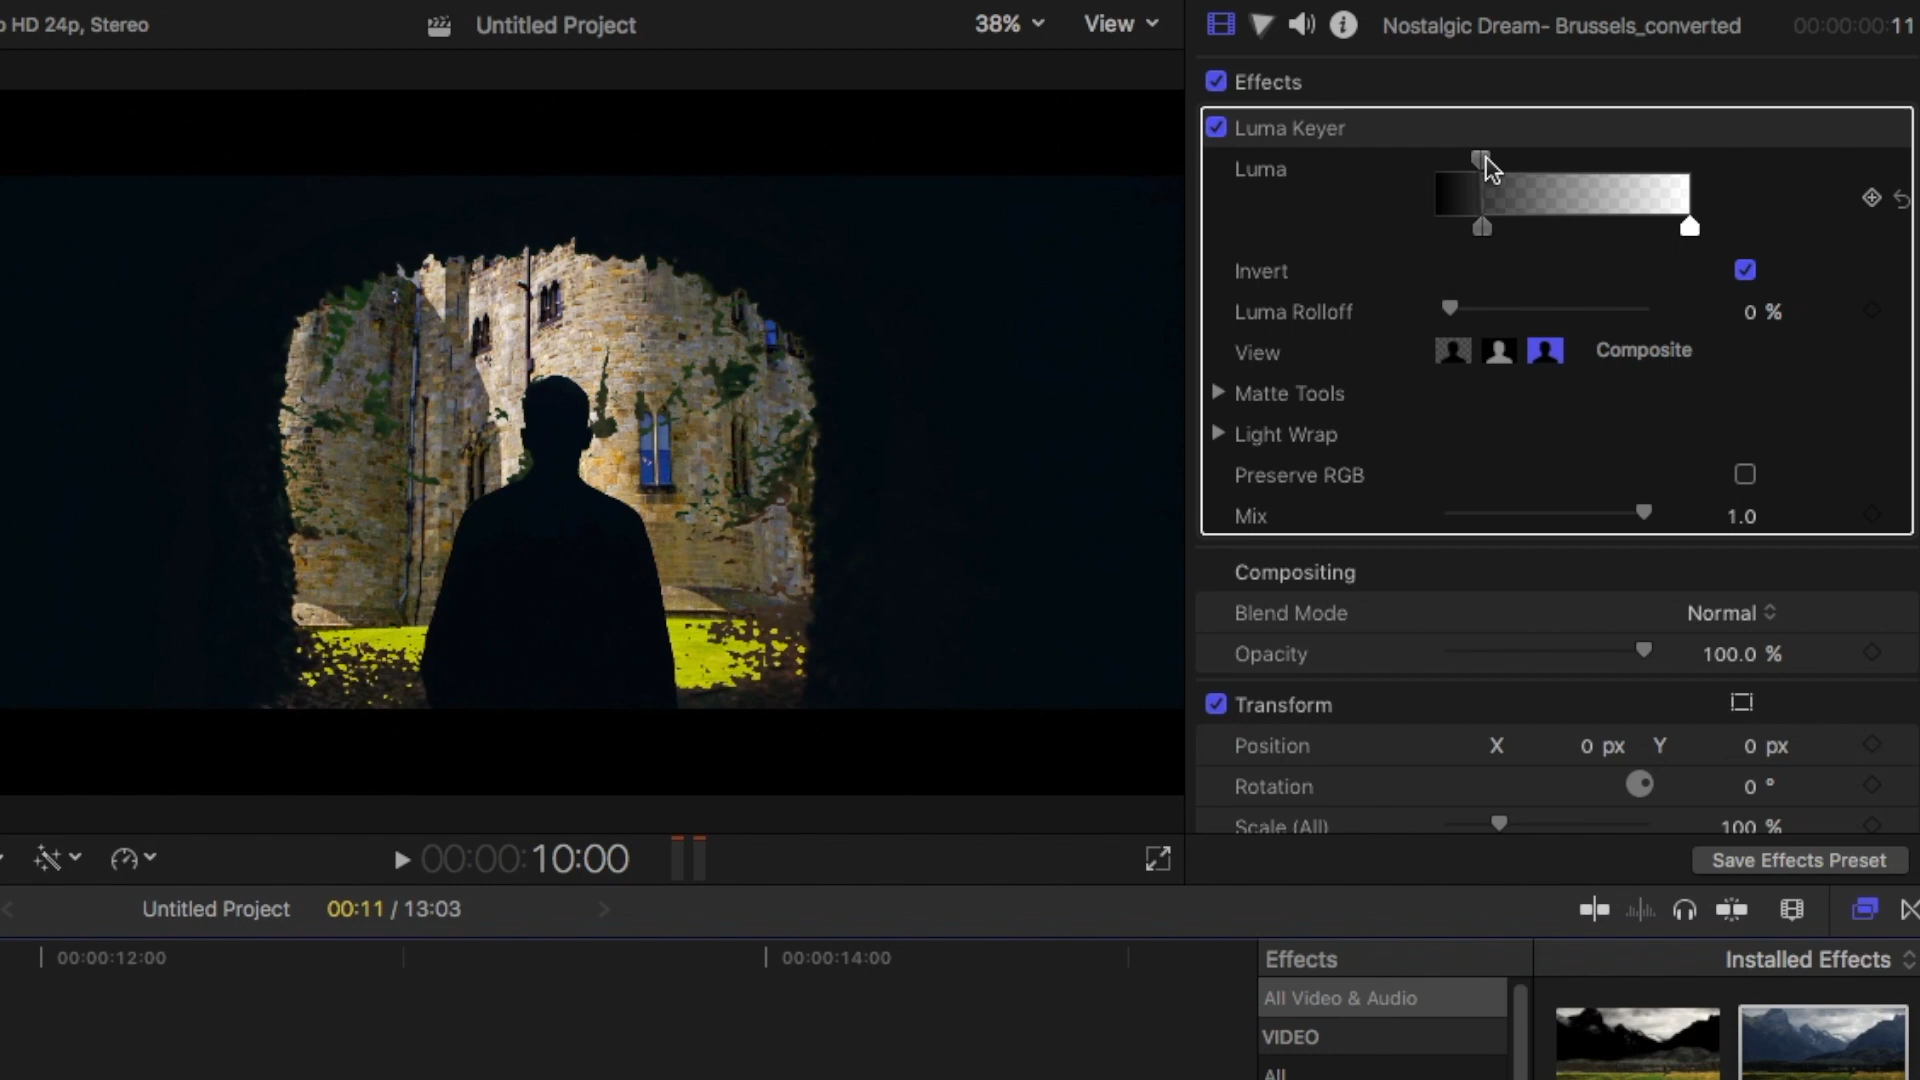 HD 24p, Stereo
Untitled Project
38%
View
Nostalgic Dream- Brussels_converted
00:00:00:11
Effects
Luma Keyer
Luma
Invert
Luma Rolloff
0 %
View
Composite
Matte Tools
Light Wrap
Preserve RGB
Mix
1.0
Compositing
Blend Mode
Normal
Opacity
100.0 %
Transform
Position
X
0 px
Y
0 px
Rotation
0 °
Scale (All)
100 %
00:00:10:00
Save Effects Preset
Untitled Project
00:11 / 13:03
00:00:12:00
00:00:14:00
Effects
Installed Effects
All Video & Audio
VIDEO
All